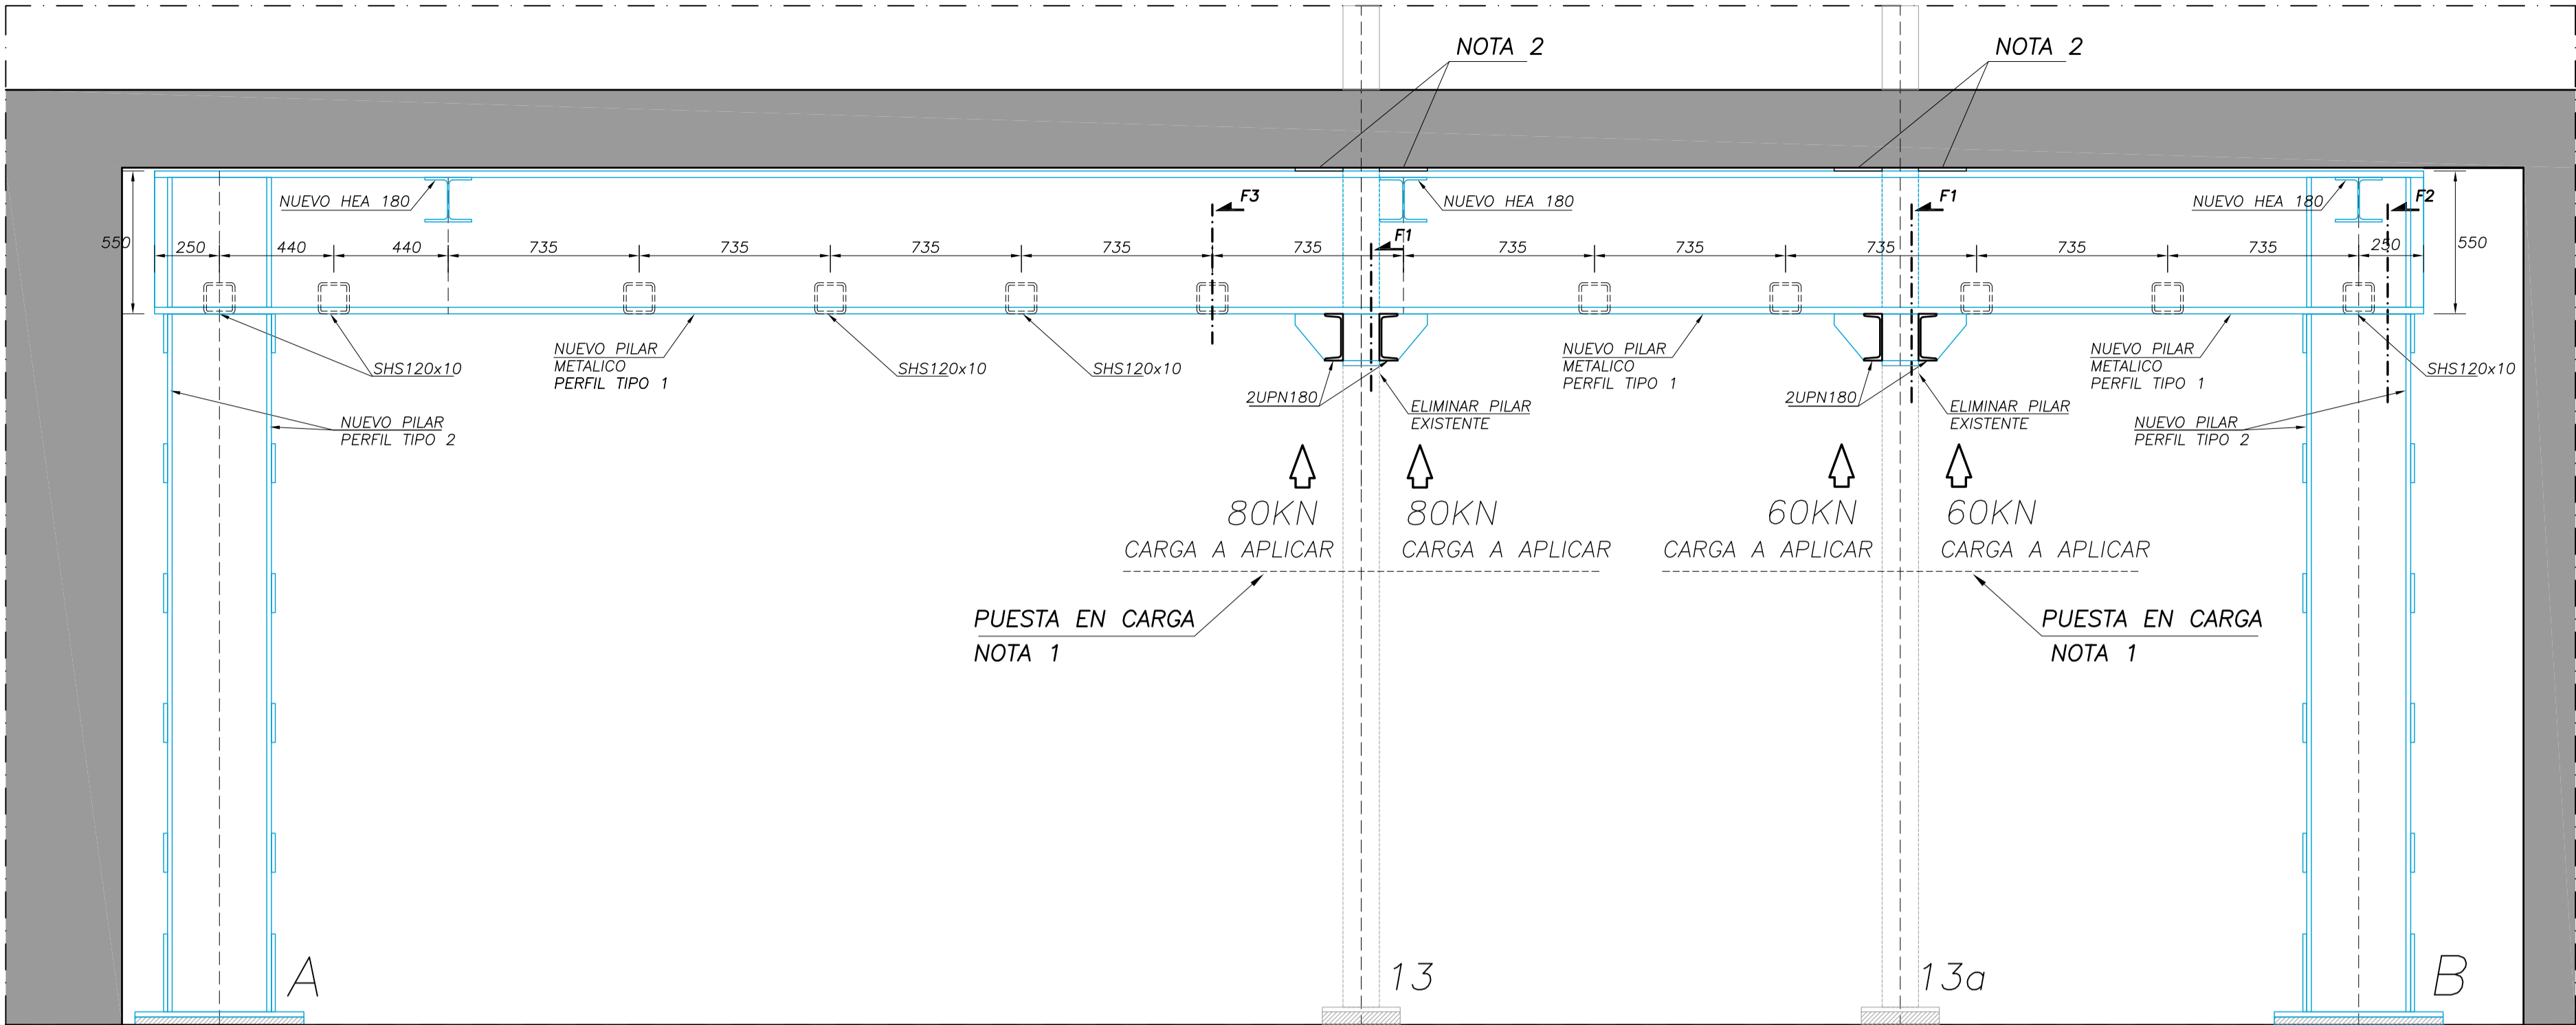 NOTA 2
NOTA 2
NUEVO HEA 180
F3
NUEVO HEA 180
F1
NUEVO HEA 180
F2
F1
550
250
440
440
735
735
735
735
735
735
735
735
735
735
250
550
SHS120x10
NUEVO PILAR
METALICO
PERFIL TIPO 1
SHS120x10
SHS120x10
NUEVO PILAR
METALICO
PERFIL TIPO 1
NUEVO PILAR
METALICO
PERFIL TIPO 1
SHS120x10
2UPN180
ELIMINAR PILAR
EXISTENTE
2UPN180
ELIMINAR PILAR
EXISTENTE
NUEVO PILAR
PERFIL TIPO 2
NUEVO PILAR
PERFIL TIPO 2
80KN
80KN
60KN
60KN
CARGA A APLICAR
CARGA A APLICAR
CARGA A APLICAR
CARGA A APLICAR
PUESTA EN CARGA
NOTA 1
PUESTA EN CARGA
NOTA 1
A
13
13a
B